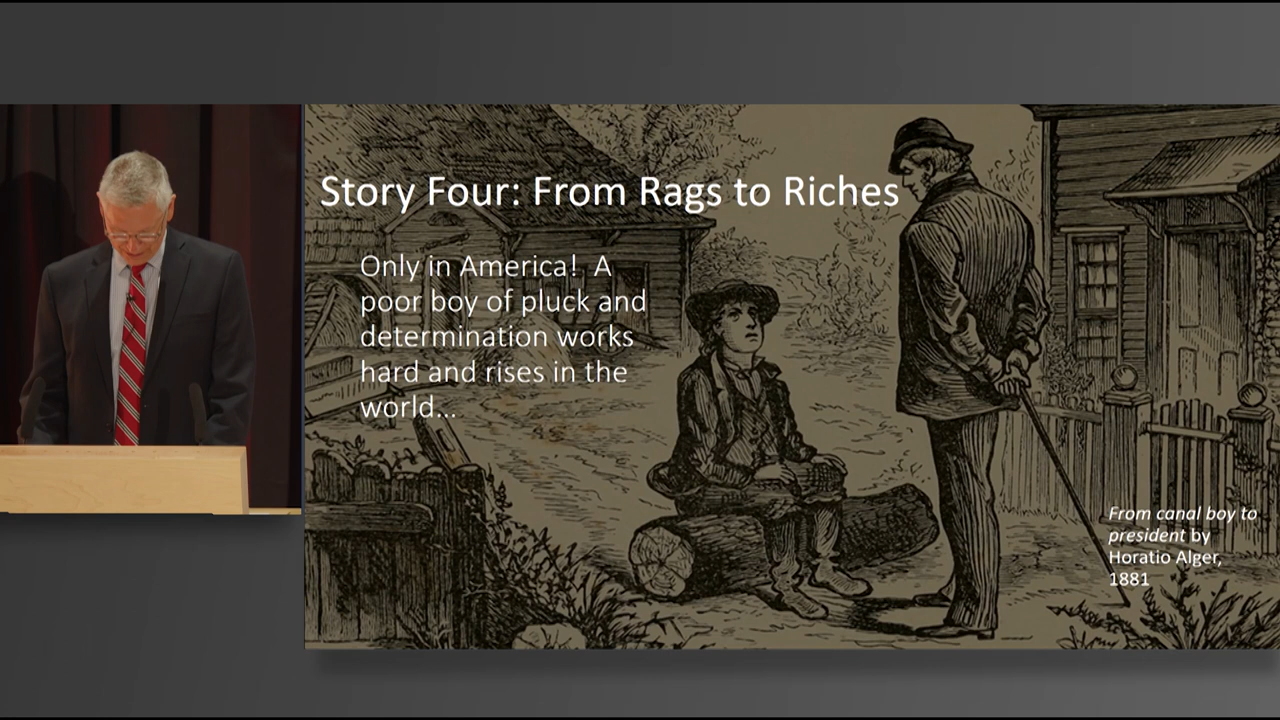 Story Four: From Rags to Riches
Only in America!  A
poor boy of pluck and
determination works
hard and rises in the
world...
From canal boy to
president by
Horatio Alger,
1881